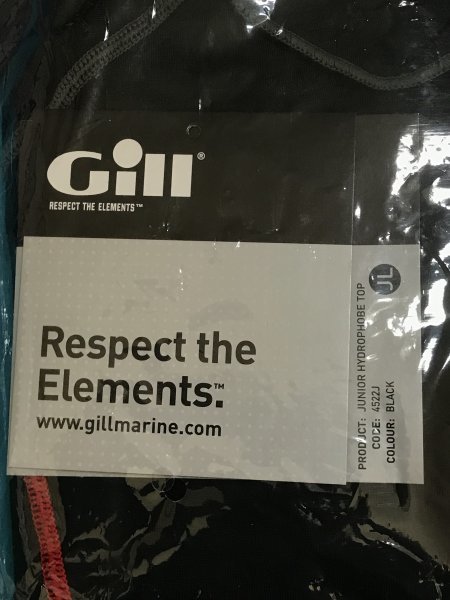 Gill®
RESPECT THE ELEMENTS™
Respect the
Elements.™
www.gillmarine.com
JL
PRODUCT: JUNIOR HYDROPHOBE TOP
CODE: 4522J
COLOUR: BLACK